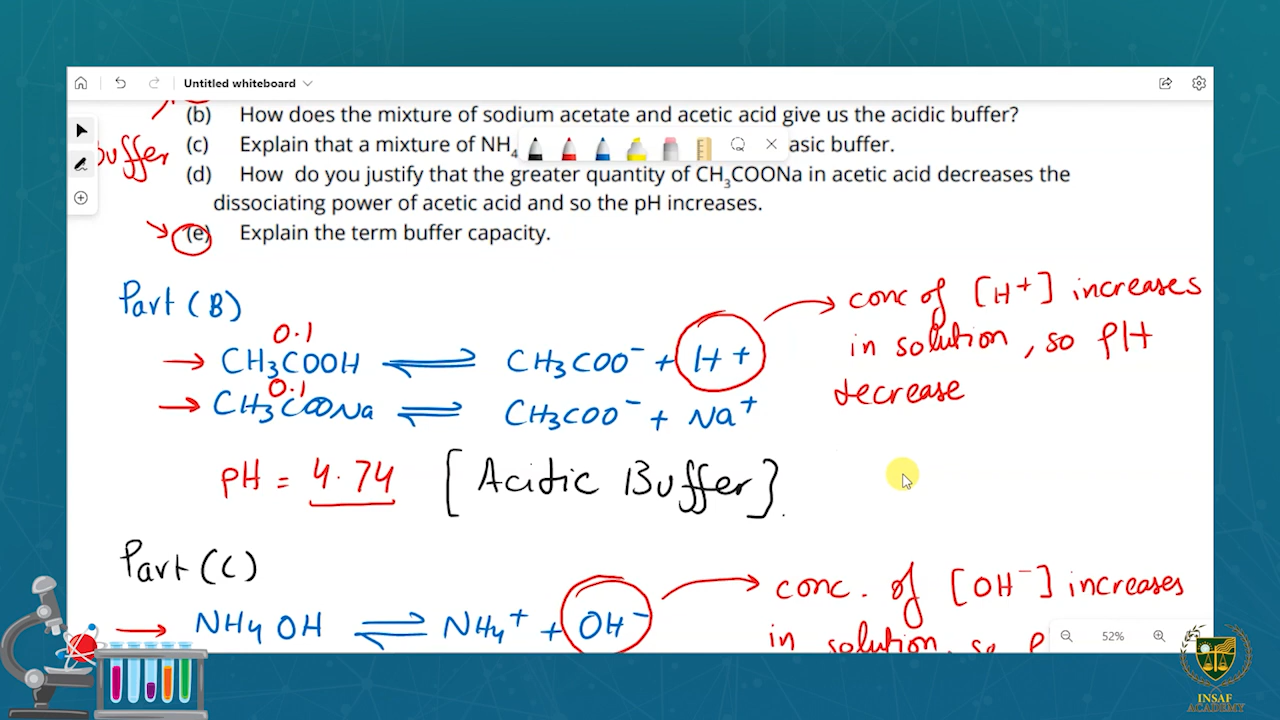 Untitled whiteboard
(b) How does the mixture of sodium acetate and acetic acid give us the acidic buffer?
buffer
(c) Explain that a mixture of NH4 asic buffer.
(d) How do you justify that the greater quantity of CH3COONa in acetic acid decreases the
dissociating power of acetic acid and so the pH increases.
(e) Explain the term buffer capacity.
Part (B)
conc of [H+] increases
in solution, so pH
decrease
0.1
→ CH3COOH ⇌ CH3COO⁻ + H+
0.1
→ CH3COONa ⇌ CH3COO⁻ + Na⁺
pH = 4.74 [Acidic Buffer].
Part (C)
conc. of [OH⁻] increases
→ NH4OH ⇌ NH4⁺ + OH⁻
in solution, so
52%
INSAF
ACADEMY